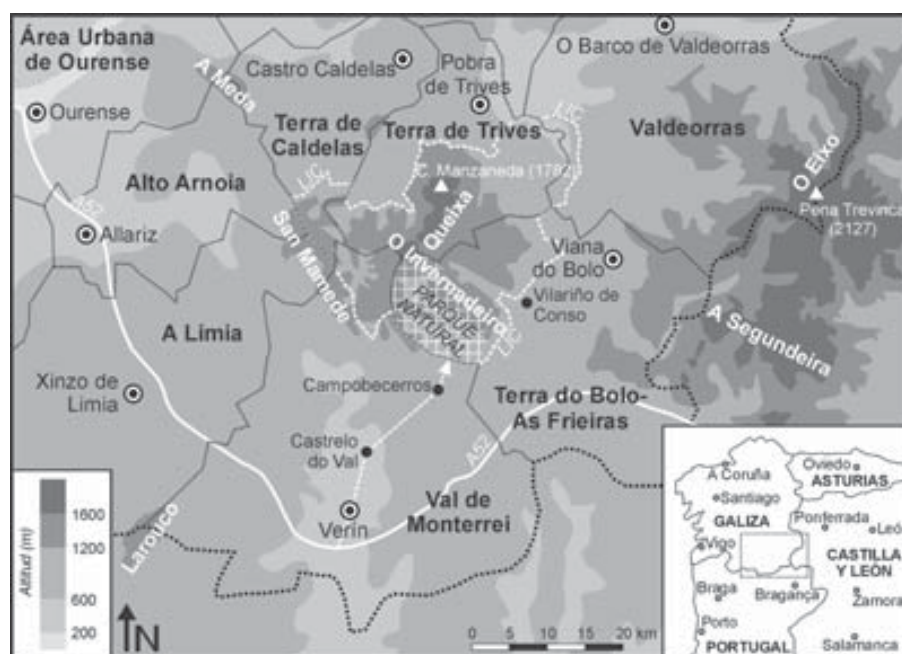 Área Urbana
de Ourense
Ourense
A Meda
Castro Caldelas
Pobra
de Trives
O Barco de Valdeorras
Terra de
Caldelas
Terra de Trives
Valdeorras
LIC
LIC
C. Manzaneda (1782)
O Eixo
Pena Trevinca
(2127)
Alto Arnoia
A52
Allariz
San Mamede
Queixa
O Invernadeiro
PARQUE
NATURAL
LIC
Viana
do Bolo
Vilariño de
Conso
A Segundeira
A Limia
Xinzo de
Limia
Campobecerros
Terra do Bolo-
As Frieiras
Castrelo
do Val
A52
Verín
Val de
Monterrei
Larouco
Altitud (m)
1600
1200
600
200
N
0 5 10 15 20 km
A Coruña
Oviedo
ASTURIAS
Santiago
GALIZA
Ponferrada
León
Vigo
CASTILLA
Y LEÓN
Braga
Bragança
Zamora
Porto
PORTUGAL
Salamanca